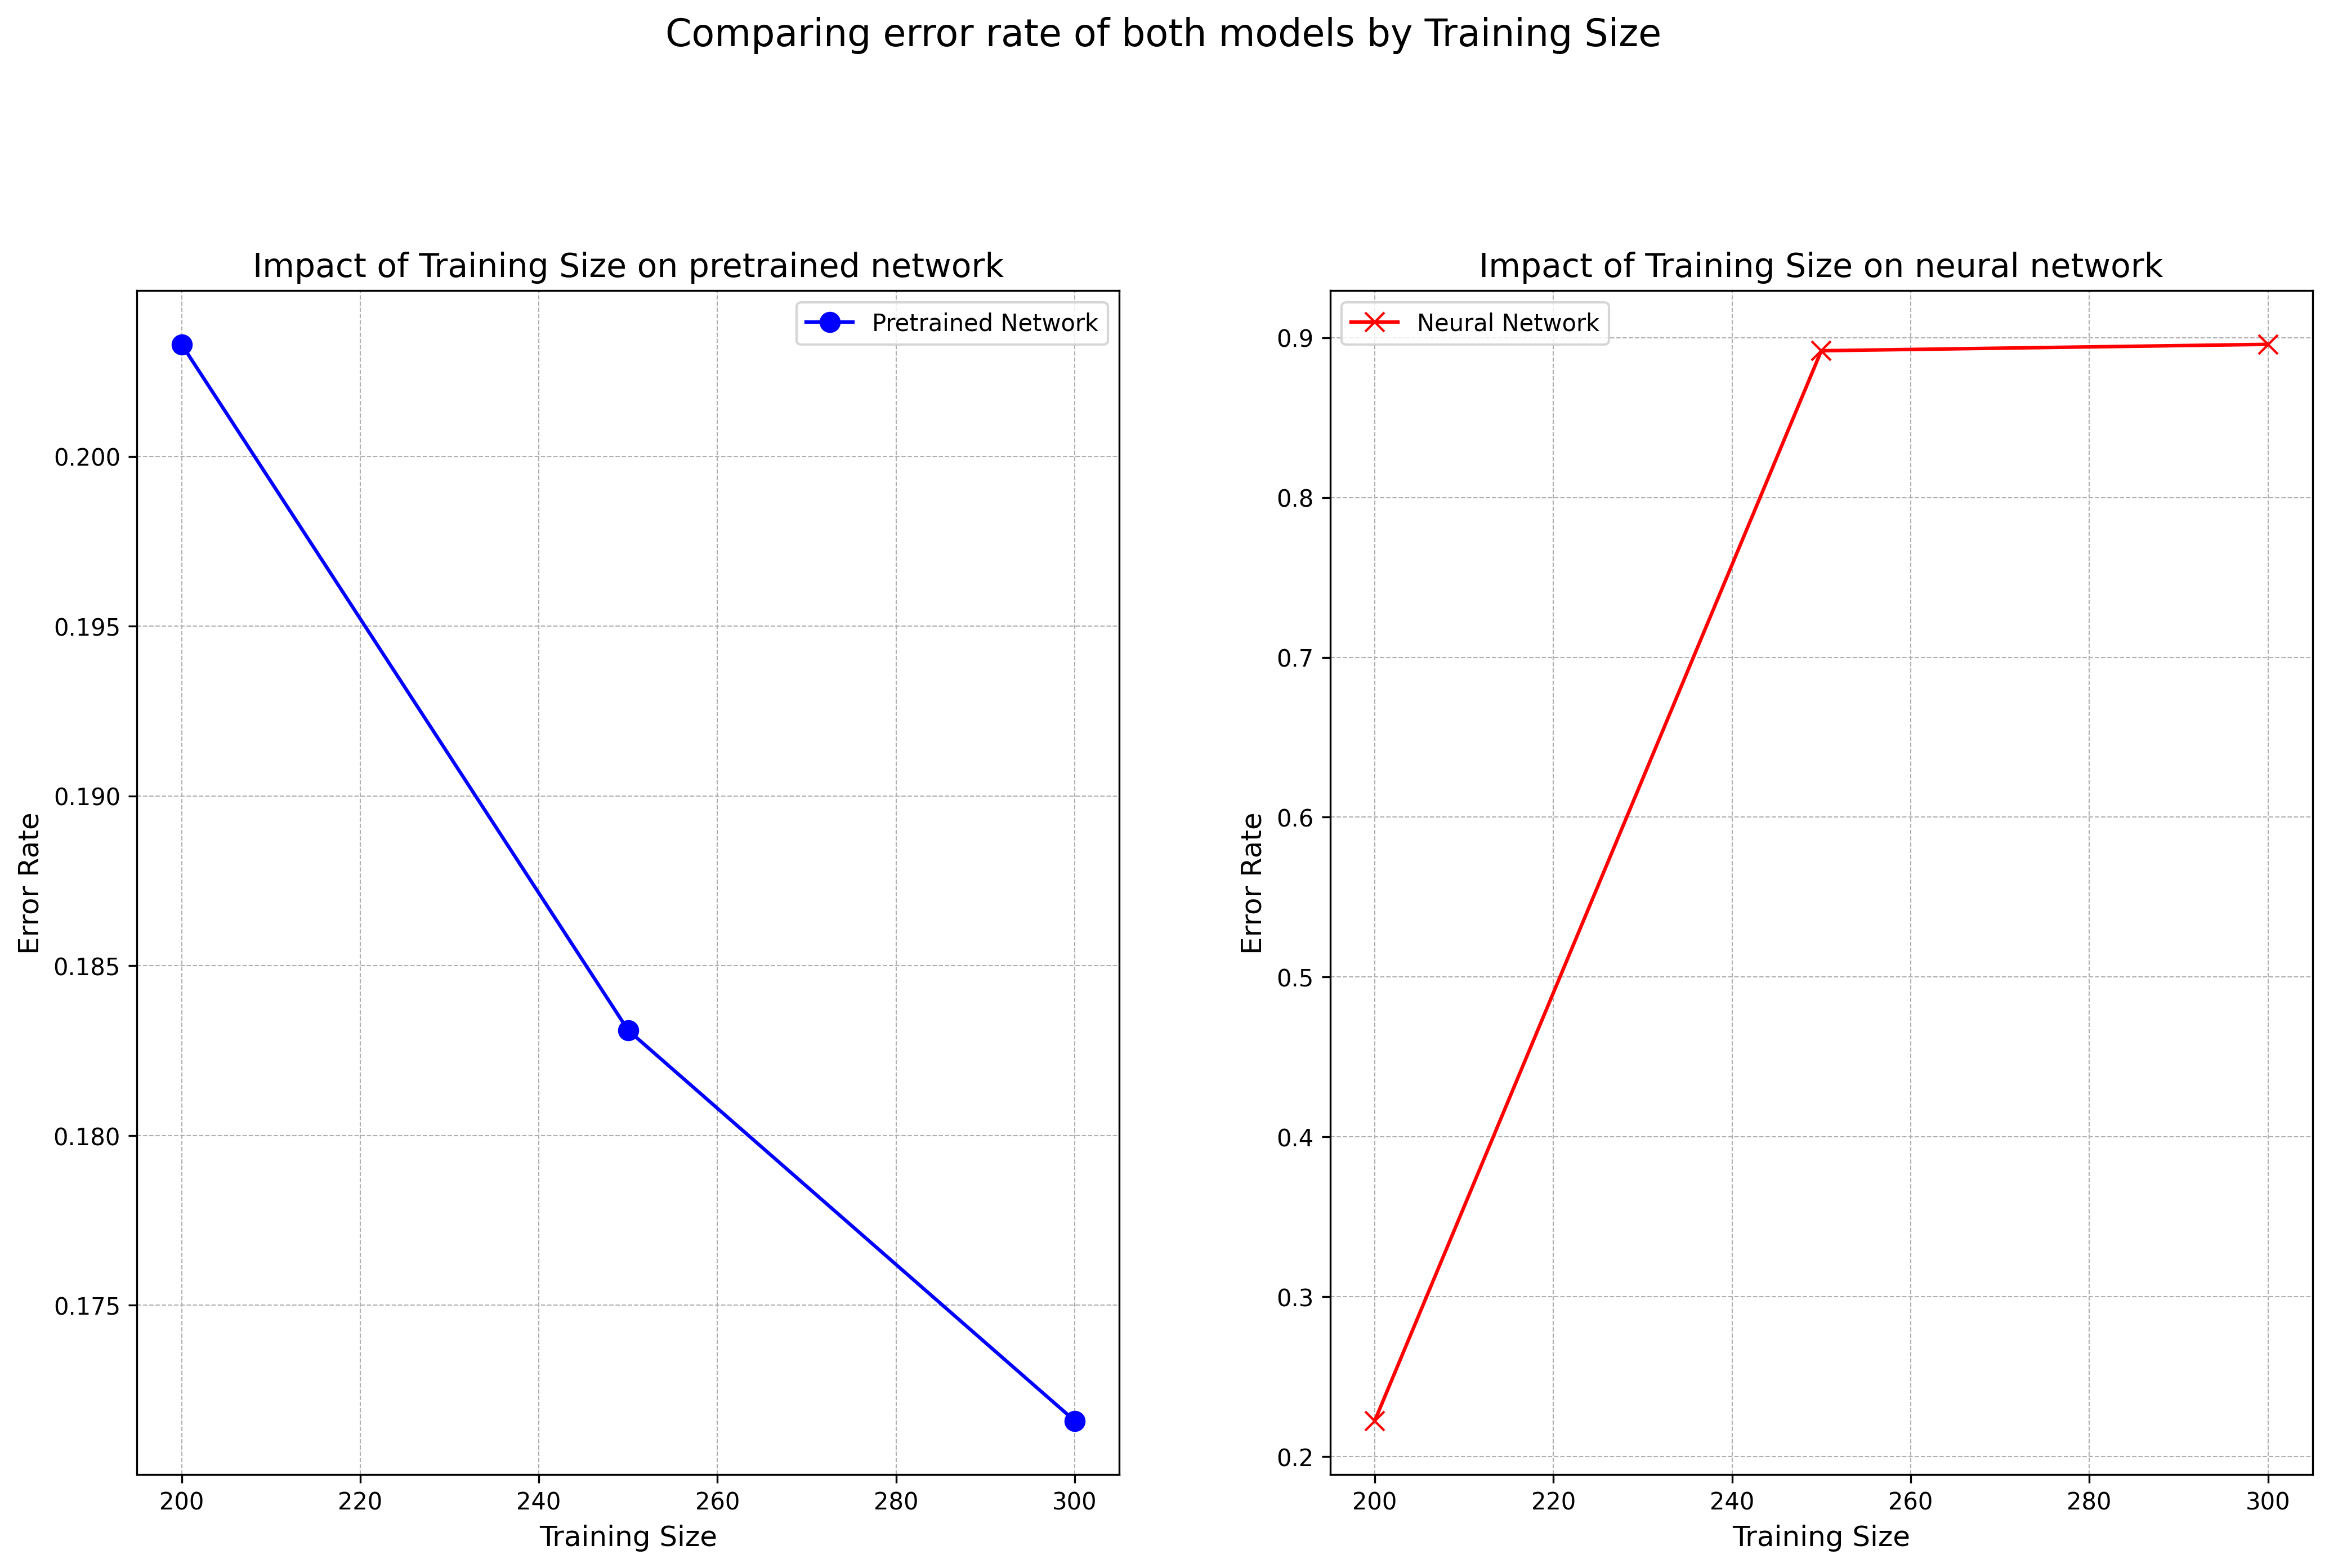 Comparing error rate of both models by Training Size
Impact of Training Size on pretrained network
Pretrained Network
0.200
0.195
0.190
0.185
0.180
0.175
Error Rate
200 220 240 260 280 300
Training Size
Impact of Training Size on neural network
Neural Network
0.9
0.8
0.7
0.6
0.5
0.4
0.3
0.2
Error Rate
200 220 240 260 280 300
Training Size